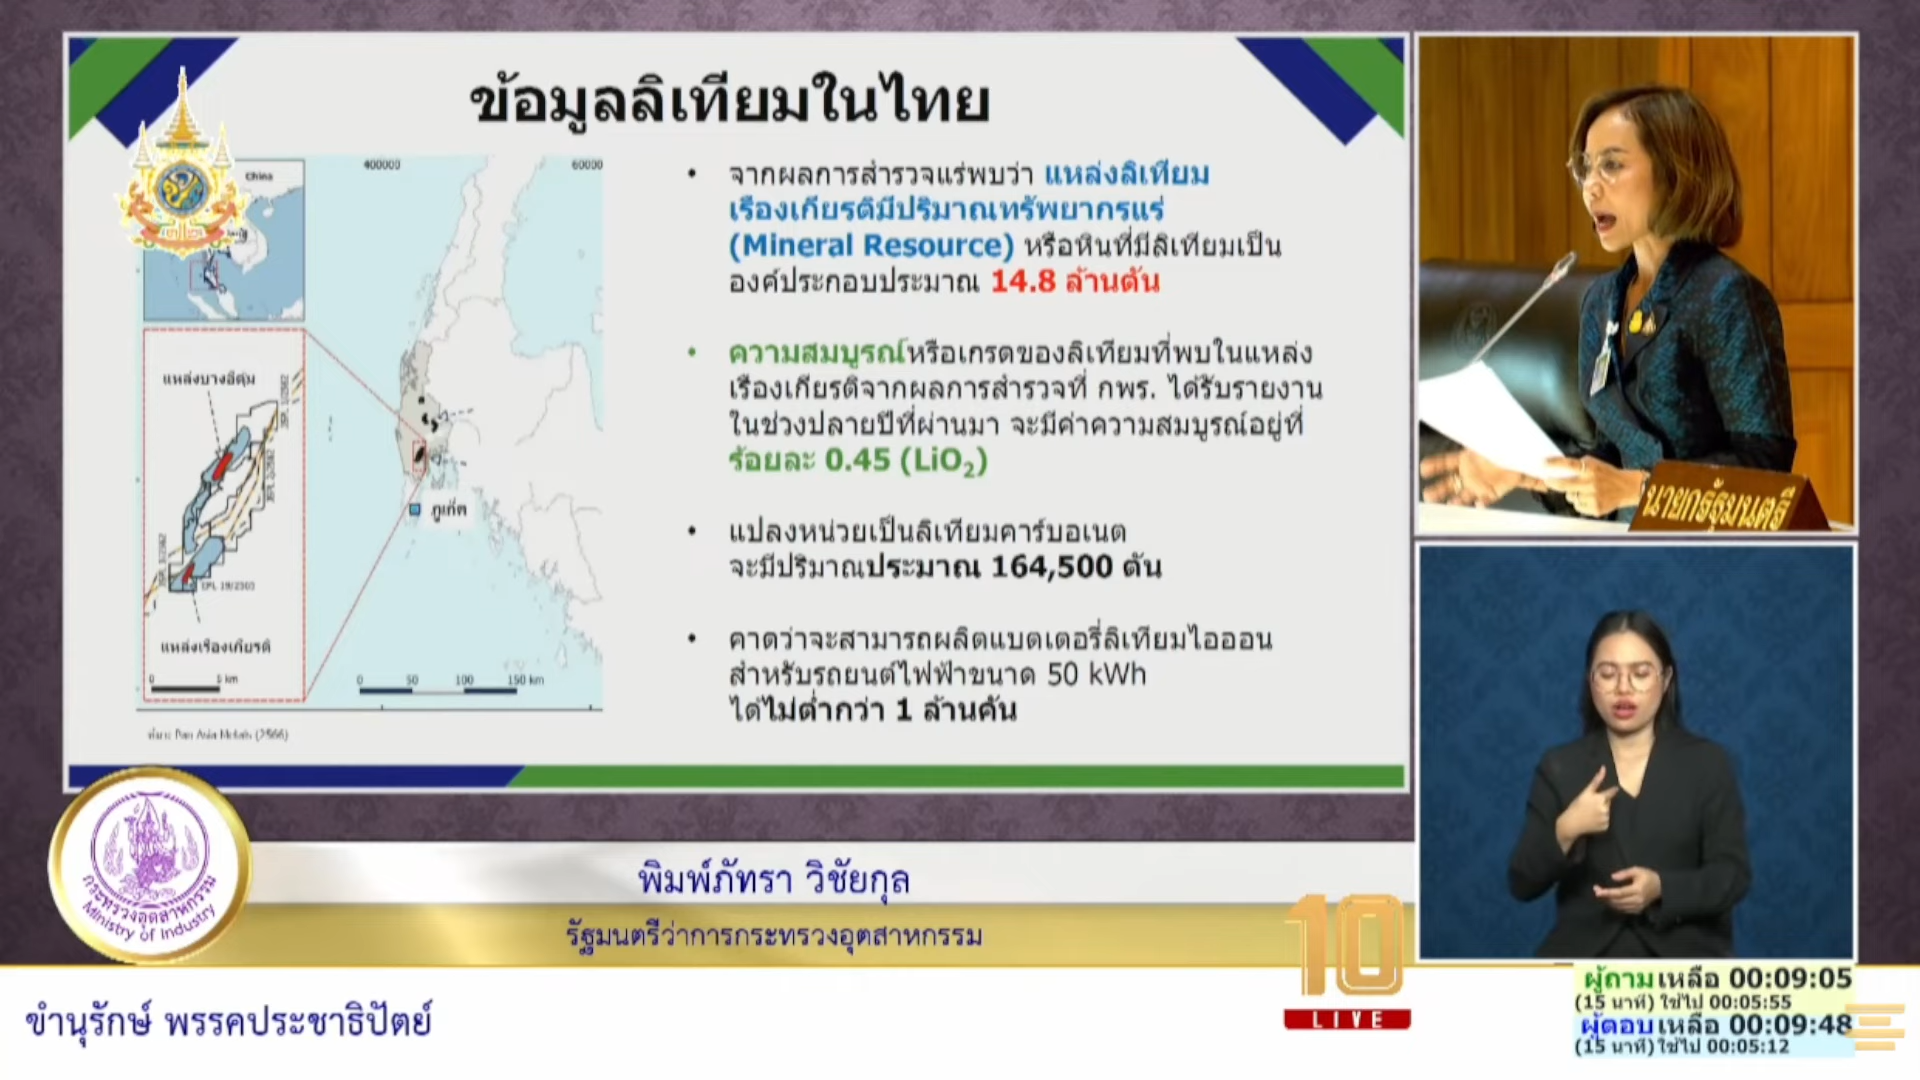 ข้อมูลลิเทียมในไทย
400000
60000
China
แหล่งบางอีตุ้ม
แหล่งเรืองเกียรติ
0 5 km
ภูเก็ต
0 50 100 150 km
ที่มา: Pan Asia Metals (2566)
• จากผลการสำรวจแร่พบว่า แหล่งลิเทียม
เรืองเกียรติมีปริมาณทรัพยากรแร่
(Mineral Resource) หรือหินที่มีลิเทียมเป็น
องค์ประกอบประมาณ 14.8 ล้านตัน
• ความสมบูรณ์หรือเกรดของลิเทียมที่พบในแหล่ง
เรืองเกียรติจากผลการสำรวจที่ กพร. ได้รับรายงาน
ในช่วงปลายปีที่ผ่านมา จะมีค่าความสมบูรณ์อยู่ที่
ร้อยละ 0.45 (LiO₂)
• แปลงหน่วยเป็นลิเทียมคาร์บอเนต
จะมีปริมาณประมาณ 164,500 ตัน
• คาดว่าจะสามารถผลิตแบตเตอรี่ลิเทียมไอออน
สำหรับรถยนต์ไฟฟ้าขนาด 50 kWh
ได้ไม่ต่ำกว่า 1 ล้านคัน
นายกรัฐมนตรี
กระทรวงอุตสาหกรรม
Ministry of Industry
พิมพ์ภัทรา วิชัยกุล
รัฐมนตรีว่าการกระทรวงอุตสาหกรรม
10
LIVE
ขำนุรักษ์ พรรคประชาธิปัตย์
ผู้ถามเหลือ 00:09:05
(15 นาที) ใช้ไป 00:05:55
ผู้ตอบเหลือ 00:09:48
(15 นาที) ใช้ไป 00:05:12